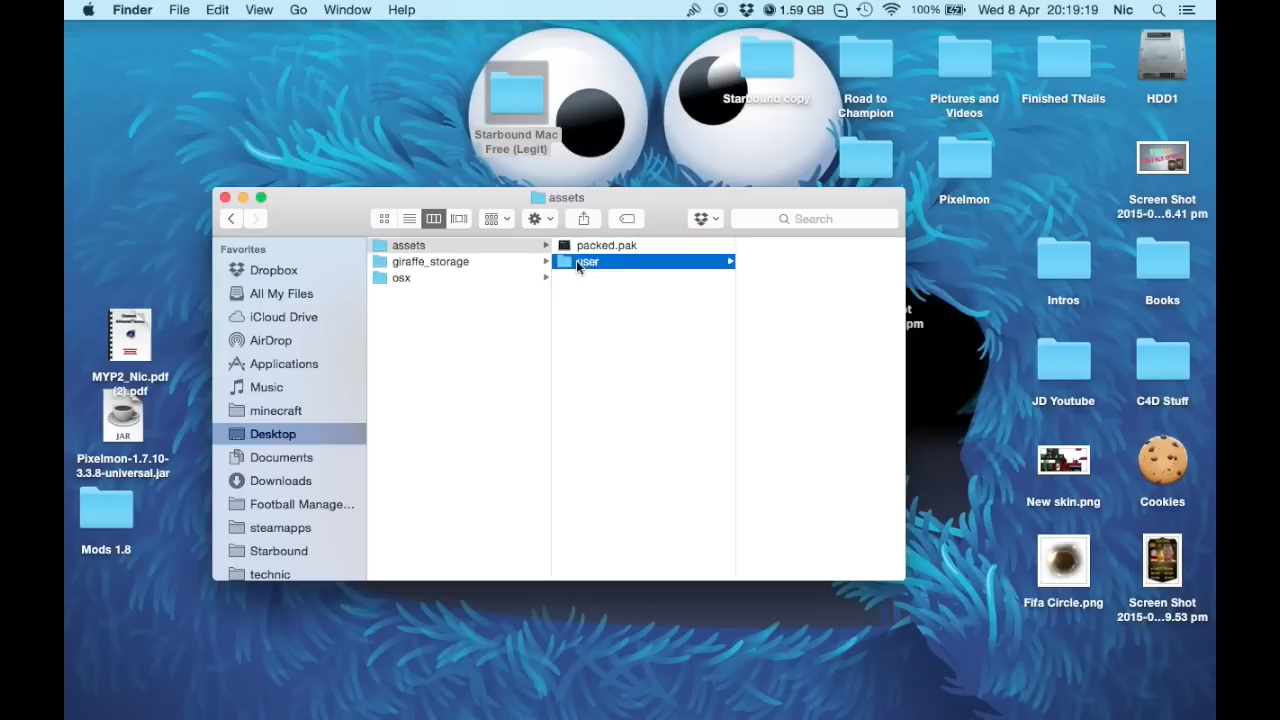 Finder File Edit View Go Window Help 1.59 GB 100% Wed 8 Apr 20:19:19 Nic
Starbound Mac
Free (Legit)
Starbound copy
Road to
Champion
Pictures and
Videos
Finished TNails
HDD1
Pixelmon
Screen Shot
2015-0...6.41 pm
assets
Search
Favorites
Dropbox
All My Files
iCloud Drive
AirDrop
Applications
Music
minecraft
Desktop
Documents
Downloads
Football Manage...
steamapps
Starbound
technic
assets
giraffe_storage
osx
packed.pak
user
pm
Intros
Books
MYP2_Nic.pdf
(2).pdf
JAR
Pixelmon-1.7.10-
3.3.8-universal.jar
Mods 1.8
JD Youtube
C4D Stuff
New skin.png
Cookies
Fifa Circle.png
Screen Shot
2015-0...9.53 pm